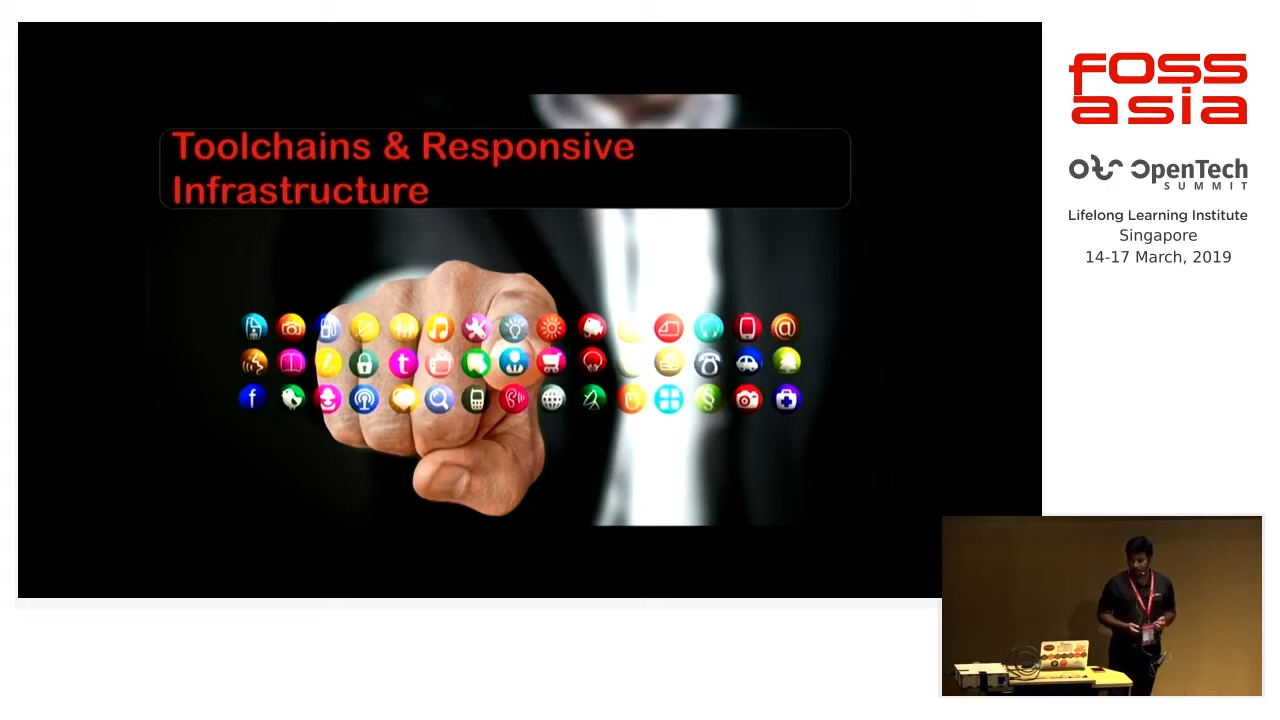 Toolchains & Responsive
Infrastructure
fOSS
asia
OpenTech
SUMMIT
Lifelong Learning Institute
Singapore
14-17 March, 2019